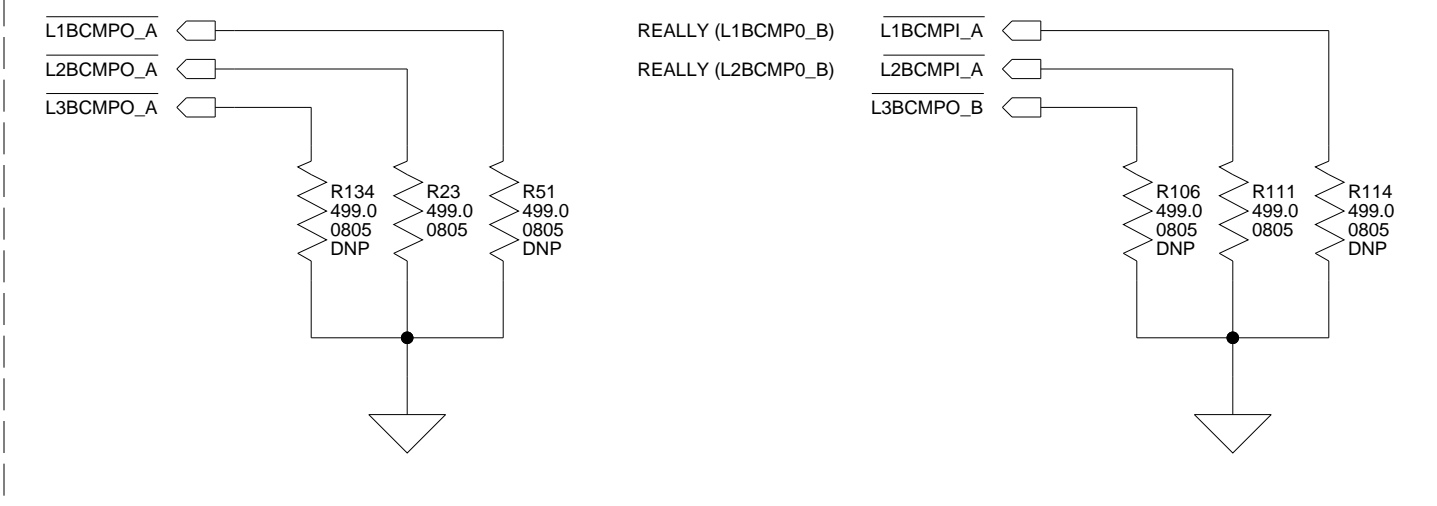 L1BCMPO_A
L2BCMPO_A
L3BCMPO_A
R134
499.0
0805
DNP
R23
499.0
0805
R51
499.0
0805
DNP
REALLY (L1BCMP0_B) L1BCMPI_A
REALLY (L2BCMP0_B) L2BCMPI_A
L3BCMPO_B
R106
499.0
0805
DNP
R111
499.0
0805
R114
499.0
0805
DNP